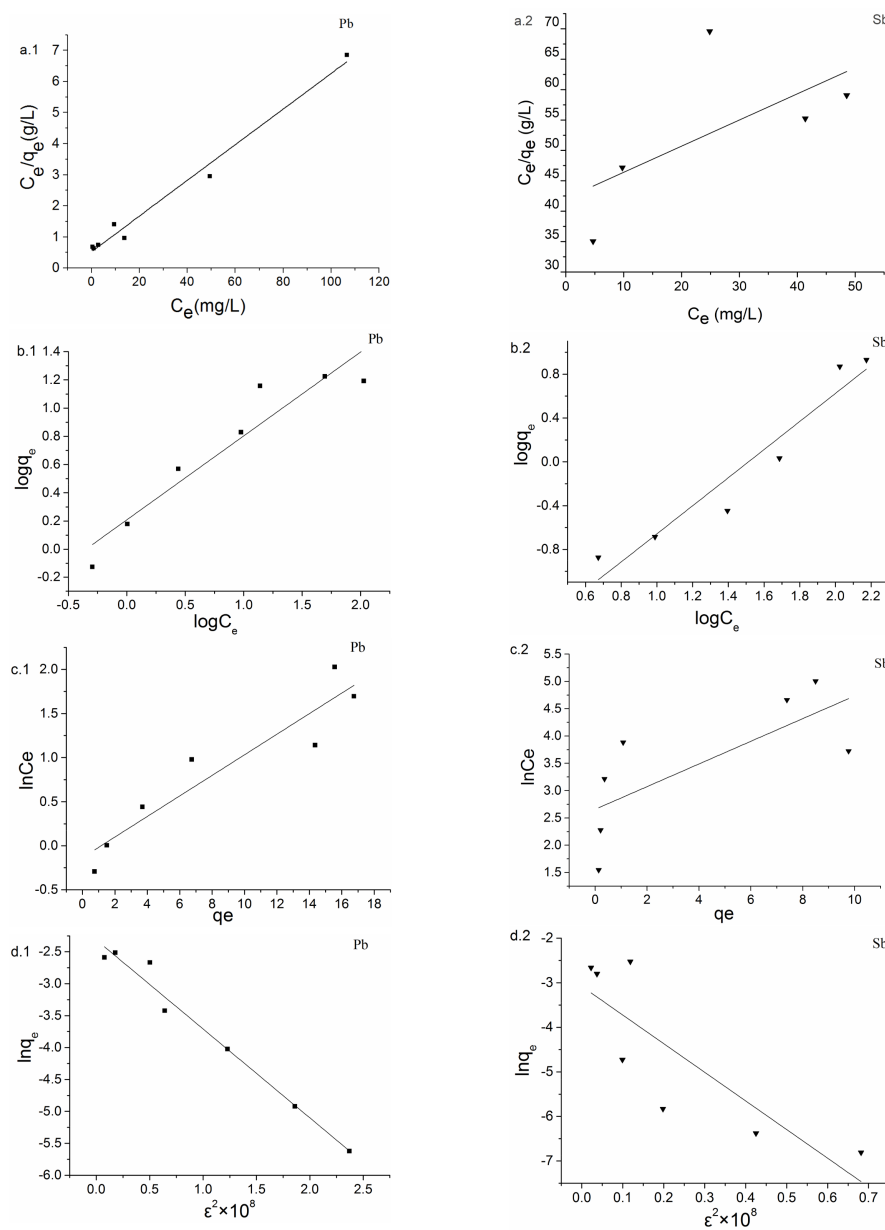 a.1
Pb
7
6
5
4
3
2
1
0
Ce/qe(g/L)
0 20 40 60 80 100 120
Ce(mg/L)
a.2
Sb
70
65
60
55
50
45
40
35
30
Ce/qe (g/L)
0 10 20 30 40 50
Ce (mg/L)
b.1
Pb
1.4
1.2
1.0
0.8
0.6
0.4
0.2
0.0
-0.2
logqe
-0.5 0.0 0.5 1.0 1.5 2.0
logCe
b.2
Sb
0.8
0.4
0.0
-0.4
-0.8
logqe
0.6 0.8 1.0 1.2 1.4 1.6 1.8 2.0 2.2
logCe
c.1
Pb
2.0
1.5
1.0
0.5
0.0
-0.5
lnCe
0 2 4 6 8 10 12 14 16 18
qe
c.2
Sb
5.5
5.0
4.5
4.0
3.5
3.0
2.5
2.0
1.5
lnCe
0 2 4 6 8 10
qe
d.1
Pb
-2.5
-3.0
-3.5
-4.0
-4.5
-5.0
-5.5
-6.0
lnqe
0.0 0.5 1.0 1.5 2.0 2.5
ε²×10⁸
d.2
Sb
-2
-3
-4
-5
-6
-7
lnqe
0.0 0.1 0.2 0.3 0.4 0.5 0.6 0.7
ε²×10⁸